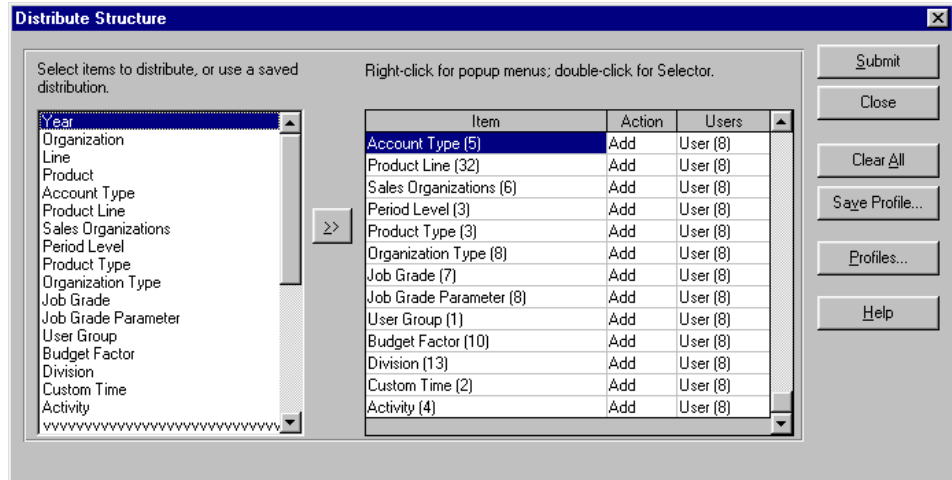 Distribute Structure
Select items to distribute, or use a saved
distribution.
Year
Organization
Line
Product
Account Type
Product Line
Sales Organizations
Period Level
Product Type
Organization Type
Job Grade
Job Grade Parameter
User Group
Budget Factor
Division
Custom Time
Activity
>>
Right-click for popup menus; double-click for Selector.
Item Action Users
Account Type (5) Add User (8)
Product Line (32) Add User (8)
Sales Organizations (6) Add User (8)
Period Level (3) Add User (8)
Product Type (3) Add User (8)
Organization Type (8) Add User (8)
Job Grade (7) Add User (8)
Job Grade Parameter (8) Add User (8)
User Group (1) Add User (8)
Budget Factor (10) Add User (8)
Division (13) Add User (8)
Custom Time (2) Add User (8)
Activity (4) Add User (8)
Submit
Close
Clear All
Save Profile...
Profiles...
Help